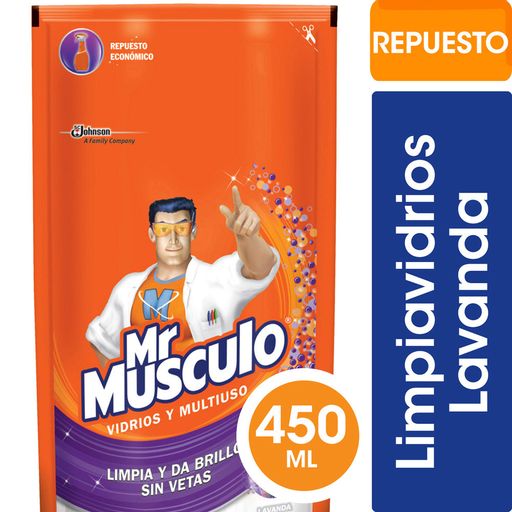 REPUESTO
ECONÓMICO
SC Johnson
A Family Company
M
Mr
MUSCULO®
VIDRIOS Y MULTIUSO
LIMPIA Y DA BRILLO
SIN VETAS
LAVANDA
450
ML
REPUESTO
Limpiavidrios
Lavanda